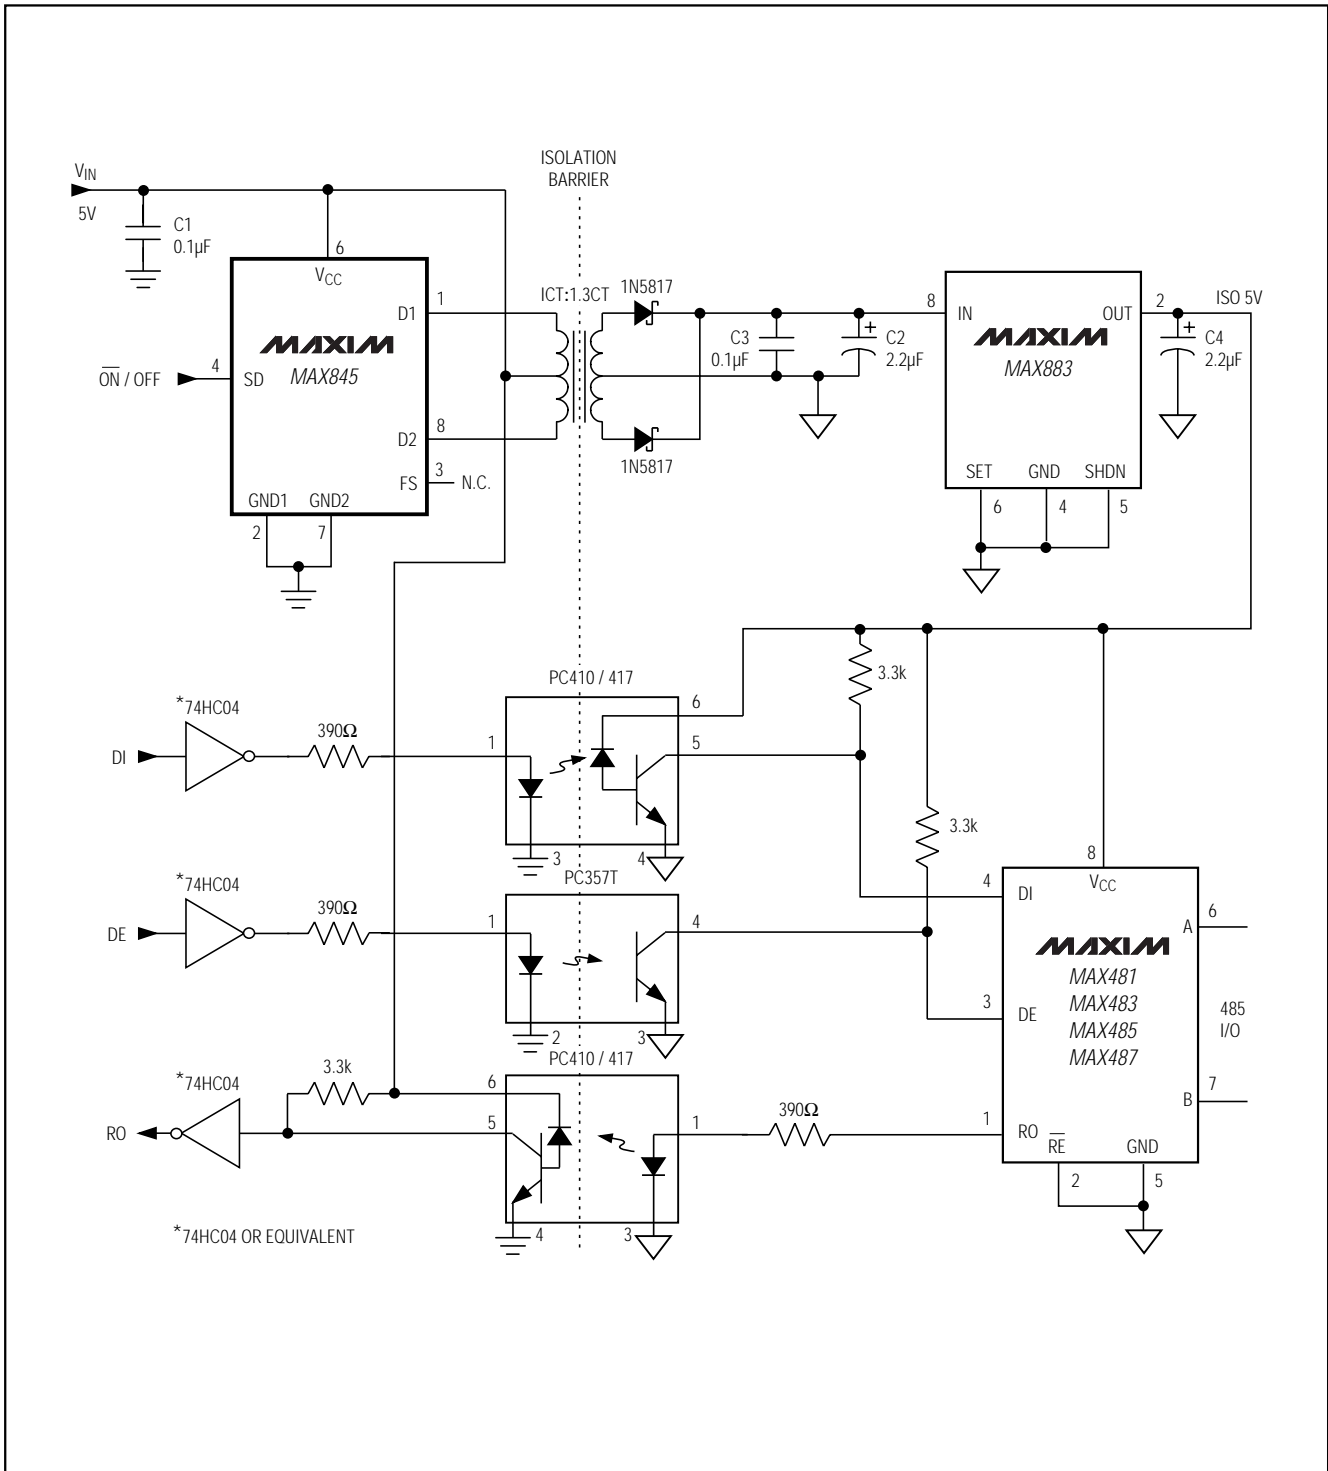 ISOLATION
BARRIER
VIN
5V
C1
0.1µF
6
VCC
MAXIM
MAX845
D1
1
4
ON / OFF
SD
D2
8
FS
3
N.C.
GND1
GND2
2
7
ICT:1.3CT
1N5817
1N5817
C3
0.1µF
+
C2
2.2µF
8
IN
OUT
2
ISO 5V
MAXIM
MAX883
+
C4
2.2µF
SET
GND
SHDN
6
4
5
*74HC04
DI
390Ω
PC410 / 417
1
6
5
3
4
3.3k
3.3k
*74HC04
DE
390Ω
PC357T
1
4
2
3
*74HC04
RO
3.3k
PC410 / 417
6
5
1
4
3
390Ω
8
VCC
4
DI
MAXIM
MAX481
MAX483
MAX485
MAX487
A
6
3
DE
485
I/O
B
7
1
RO
RE
GND
2
5
*74HC04 OR EQUIVALENT